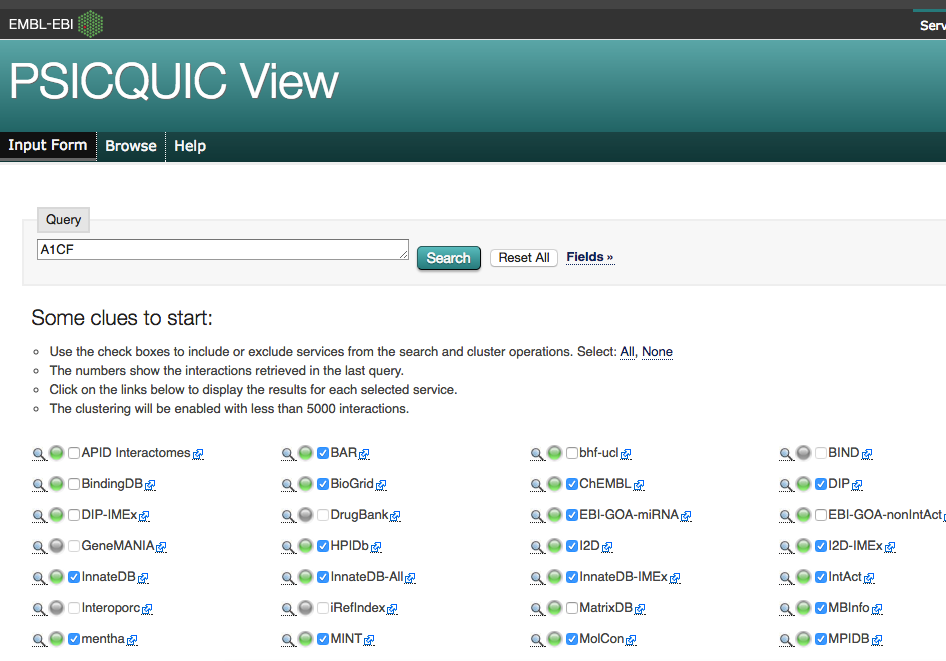 EMBL-EBI
Serv
PSICQUIC View
Input Form Browse Help
Query
A1CF
Search Reset All Fields »
Some clues to start:
Use the check boxes to include or exclude services from the search and cluster operations. Select: All, None
The numbers show the interactions retrieved in the last query.
Click on the links below to display the results for each selected service.
The clustering will be enabled with less than 5000 interactions.
APID Interactomes BAR bhf-ucl BIND
BindingDB BioGrid ChEMBL DIP
DIP-IMEx DrugBank EBI-GOA-miRNA EBI-GOA-nonIntAct
GeneMANIA HPIDb I2D I2D-IMEx
InnateDB InnateDB-All InnateDB-IMEx IntAct
Interoporc iRefIndex MatrixDB MBInfo
mentha MINT MolCon MPIDB